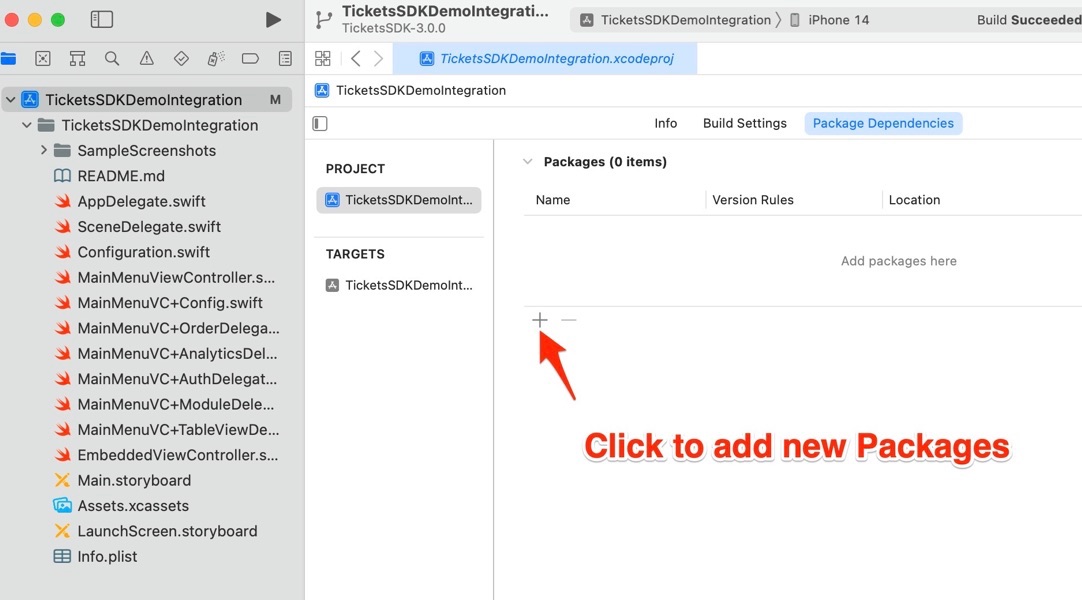 TicketsSDKDemoIntegrati...
TicketsSDK-3.0.0
TicketsSDKDemoIntegration
iPhone 14
Build Succeeded
TicketsSDKDemoIntegration.xcodeproj
TicketsSDKDemoIntegration M
TicketsSDKDemoIntegration
SampleScreenshots
README.md
AppDelegate.swift
SceneDelegate.swift
Configuration.swift
MainMenuViewController.s...
MainMenuVC+Config.swift
MainMenuVC+OrderDelega...
MainMenuVC+AnalyticsDel...
MainMenuVC+AuthDelegat...
MainMenuVC+ModuleDele...
MainMenuVC+TableViewDe...
EmbeddedViewController.s...
Main.storyboard
Assets.xcassets
LaunchScreen.storyboard
Info.plist
TicketsSDKDemoIntegration
Info Build Settings Package Dependencies
PROJECT
TicketsSDKDemoInt...
TARGETS
TicketsSDKDemoInt...
Packages (0 items)
Name Version Rules Location
Add packages here
Click to add new Packages